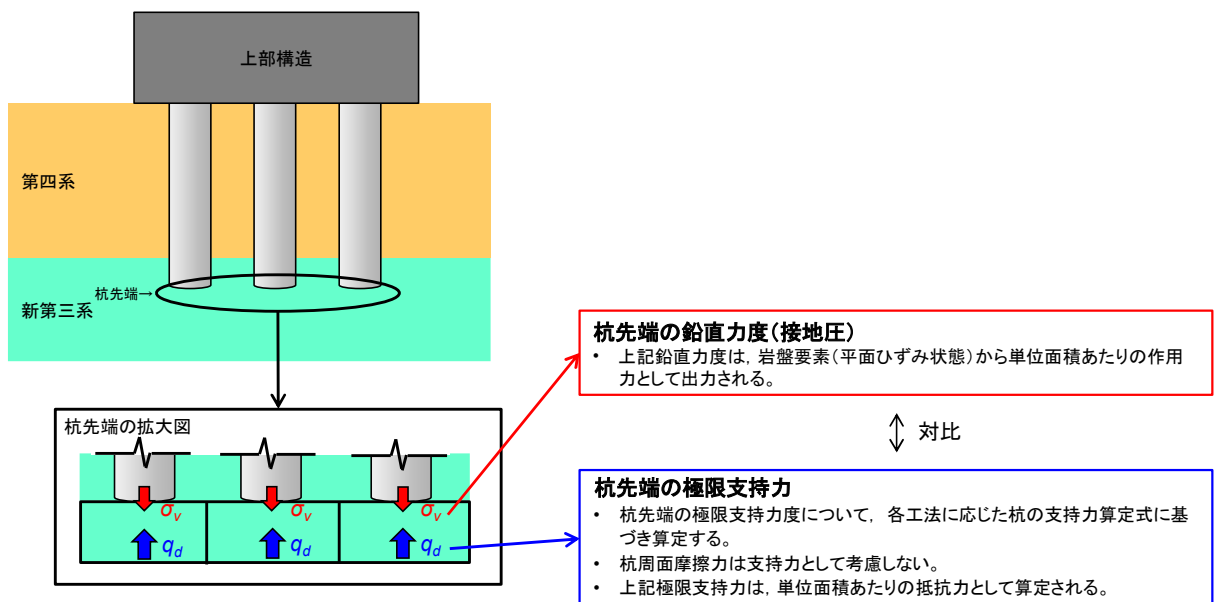 上部構造
第四系
杭先端→
新第三系
杭先端の拡大図
σv
σv
σv
qd
qd
qd
杭先端の鉛直力度(接地圧)
• 上記鉛直力度は,岩盤要素(平面ひずみ状態)から単位面積あたりの作用
力として出力される。
対比
杭先端の極限支持力
• 杭先端の極限支持力度について, 各工法に応じた杭の支持力算定式に基
づき算定する。
• 杭周面摩擦力は支持力として考慮しない。
• 上記極限支持力は,単位面積あたりの抵抗力として算定される。